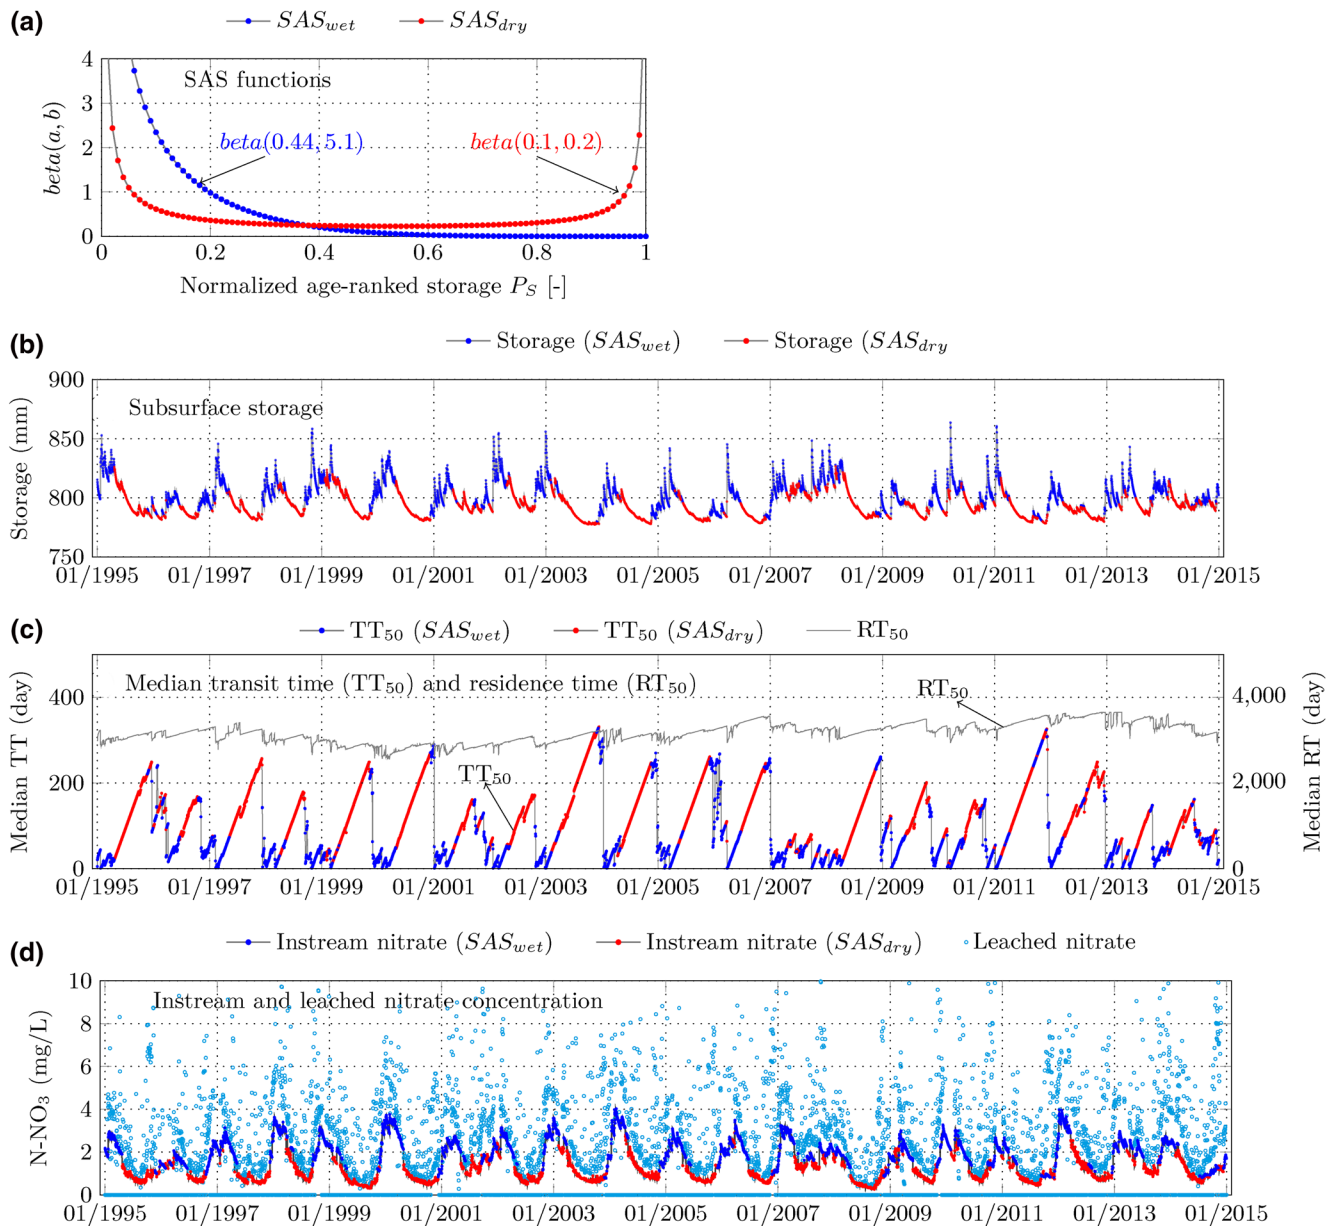 (a)
SAS_wet SAS_dry
4
3
2
1
0
beta(a, b)
SAS functions
beta(0.44, 5.1)
beta(0.1, 0.2)
0 0.2 0.4 0.6 0.8 1
Normalized age-ranked storage P_S [-]
(b)
Storage (SAS_wet) Storage (SAS_dry
900
850
800
750
Storage (mm)
Subsurface storage
01/1995 01/1997 01/1999 01/2001 01/2003 01/2005 01/2007 01/2009 01/2011 01/2013 01/2015
(c)
TT_50 (SAS_wet) TT_50 (SAS_dry) RT_50
400
200
0
Median TT (day)
Median transit time (TT_50) and residence time (RT_50)
RT_50
TT_50
4,000
2,000
0
Median RT (day)
01/1995 01/1997 01/1999 01/2001 01/2003 01/2005 01/2007 01/2009 01/2011 01/2013 01/2015
(d)
Instream nitrate (SAS_wet) Instream nitrate (SAS_dry) Leached nitrate
10
8
6
4
2
0
N-NO_3 (mg/L)
Instream and leached nitrate concentration
01/1995 01/1997 01/1999 01/2001 01/2003 01/2005 01/2007 01/2009 01/2011 01/2013 01/2015